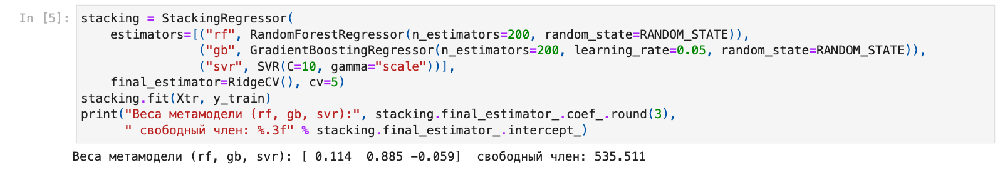 In [5]: stacking = StackingRegressor(
    estimators=[("rf", RandomForestRegressor(n_estimators=200, random_state=RANDOM_STATE)),
                ("gb", GradientBoostingRegressor(n_estimators=200, learning_rate=0.05, random_state=RANDOM_STATE)),
                ("svr", SVR(C=10, gamma="scale"))],
    final_estimator=RidgeCV(), cv=5)
stacking.fit(Xtr, y_train)
print("Веса метамодели (rf, gb, svr):", stacking.final_estimator_.coef_.round(3),
      " свободный член: %.3f" % stacking.final_estimator_.intercept_)
Веса метамодели (rf, gb, svr): [ 0.114  0.885 -0.059]  свободный член: 535.511